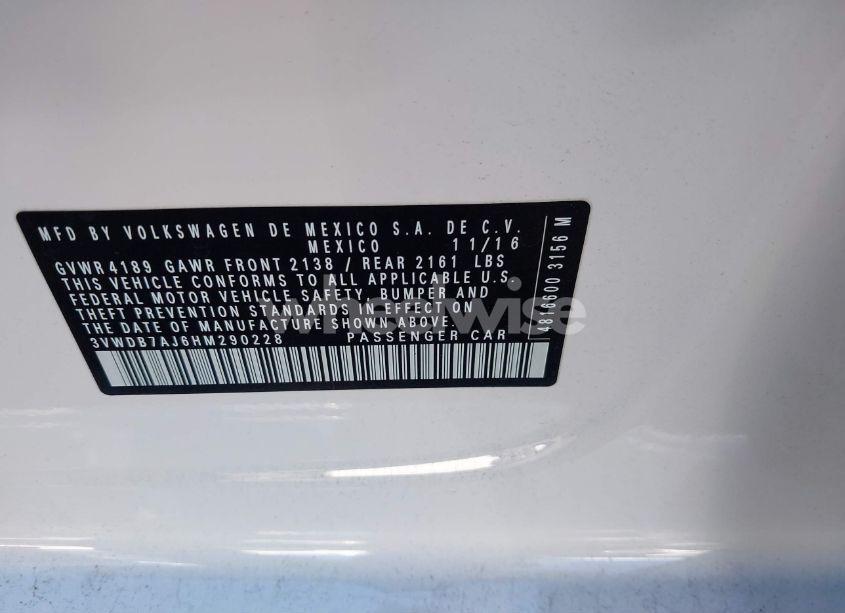 MFD BY VOLKSWAGEN DE MEXICO S.A. DE C.V.
MEXICO 11/16
GVWR 4189 GAWR FRONT 2138 / REAR 2161 LBS
THIS VEHICLE CONFORMS TO ALL APPLICABLE U.S.
FEDERAL MOTOR VEHICLE SAFETY, BUMPER AND
THEFT PREVENTION STANDARDS IN EFFECT ON
THE DATE OF MANUFACTURE SHOWN ABOVE.
3VWDB7AJ6HM290228 PASSENGER CAR
4816600 3156 M
wheelwise